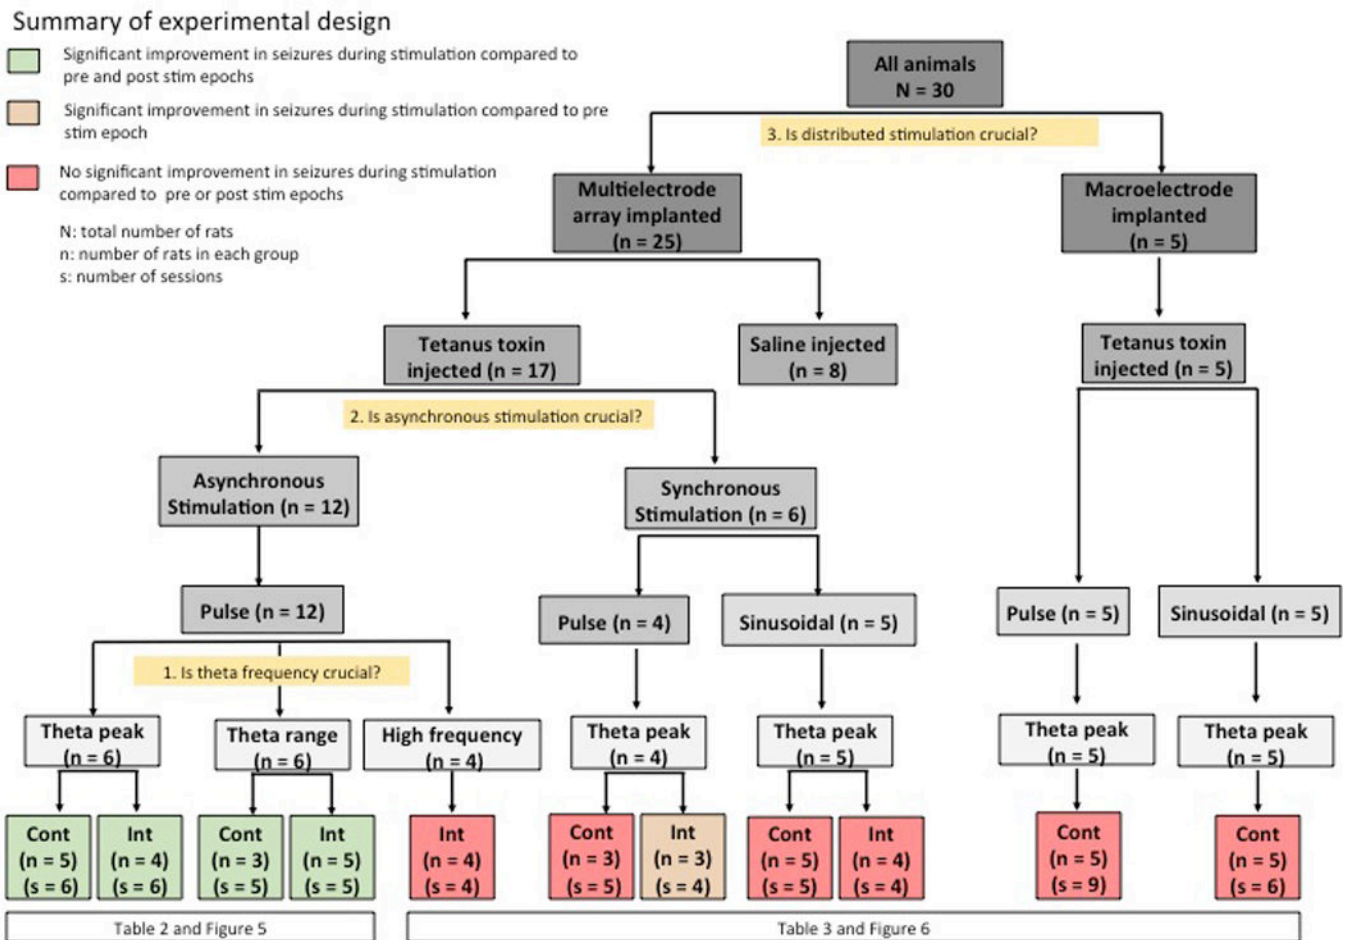 Summary of experimental design
Significant improvement in seizures during stimulation compared to
pre and post stim epochs
Significant improvement in seizures during stimulation compared to pre
stim epoch
No significant improvement in seizures during stimulation
compared to pre or post stim epochs
N: total number of rats
n: number of rats in each group
s: number of sessions
All animals
N = 30
3. Is distributed stimulation crucial?
Multielectrode
array implanted
(n = 25)
Macroelectrode
implanted
(n = 5)
Tetanus toxin
injected (n = 17)
Saline injected
(n = 8)
Tetanus toxin
injected (n = 5)
2. Is asynchronous stimulation crucial?
Asynchronous
Stimulation (n = 12)
Synchronous
Stimulation (n = 6)
Pulse (n = 12)
Pulse (n = 4)
Sinusoidal (n = 5)
Pulse (n = 5)
Sinusoidal (n = 5)
1. Is theta frequency crucial?
Theta peak
(n = 6)
Theta range
(n = 6)
High frequency
(n = 4)
Theta peak
(n = 4)
Theta peak
(n = 5)
Theta peak
(n = 5)
Theta peak
(n = 5)
Cont
(n = 5)
(s = 6)
Int
(n = 4)
(s = 6)
Cont
(n = 3)
(s = 5)
Int
(n = 5)
(s = 5)
Int
(n = 4)
(s = 4)
Cont
(n = 3)
(s = 5)
Int
(n = 3)
(s = 4)
Cont
(n = 5)
(s = 5)
Int
(n = 4)
(s = 4)
Cont
(n = 5)
(s = 9)
Cont
(n = 5)
(s = 6)
Table 2 and Figure 5
Table 3 and Figure 6